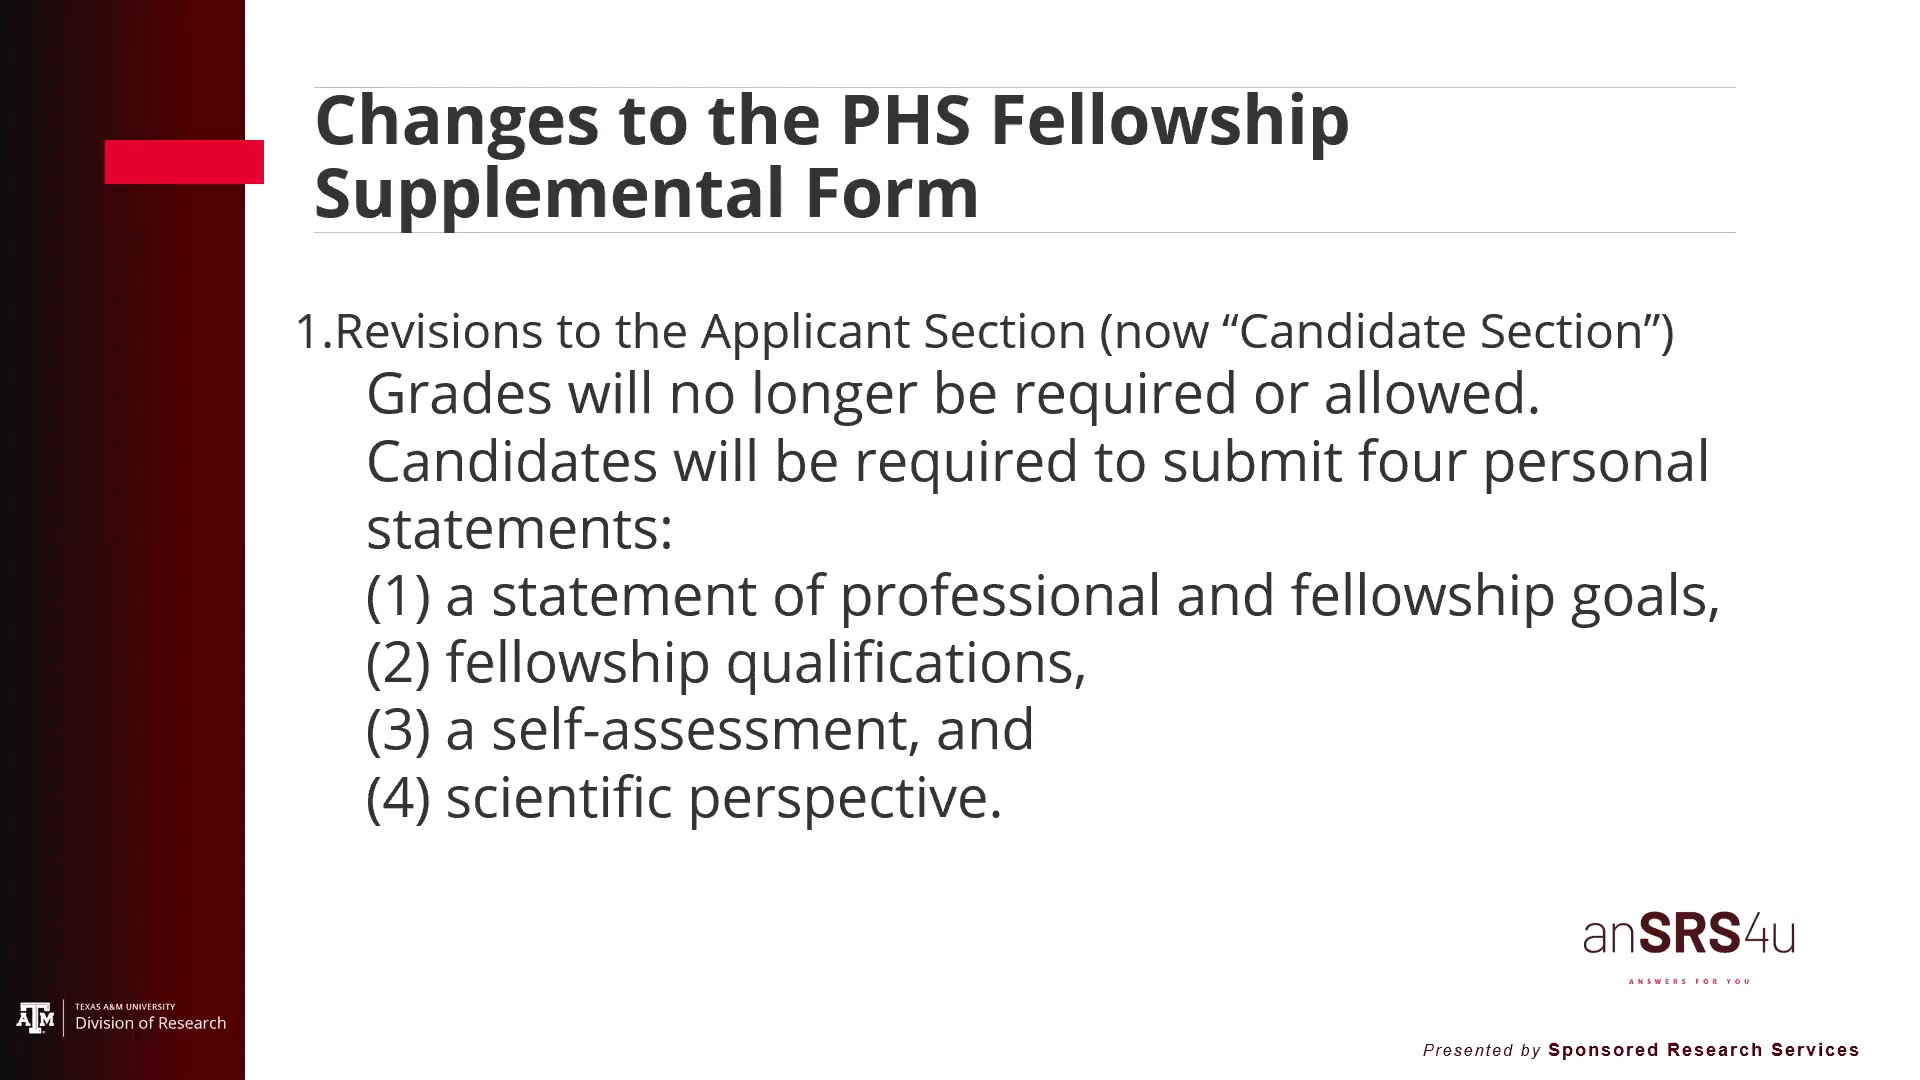 Changes to the PHS Fellowship
Supplemental Form
1.Revisions to the Applicant Section (now “Candidate Section”)
Grades will no longer be required or allowed.
Candidates will be required to submit four personal
statements:
(1) a statement of professional and fellowship goals,
(2) fellowship qualifications,
(3) a self-assessment, and
(4) scientific perspective.
anSRS4u
ANSWERS FOR YOU
ATM
TEXAS A&M UNIVERSITY
Division of Research
Presented by Sponsored Research Services